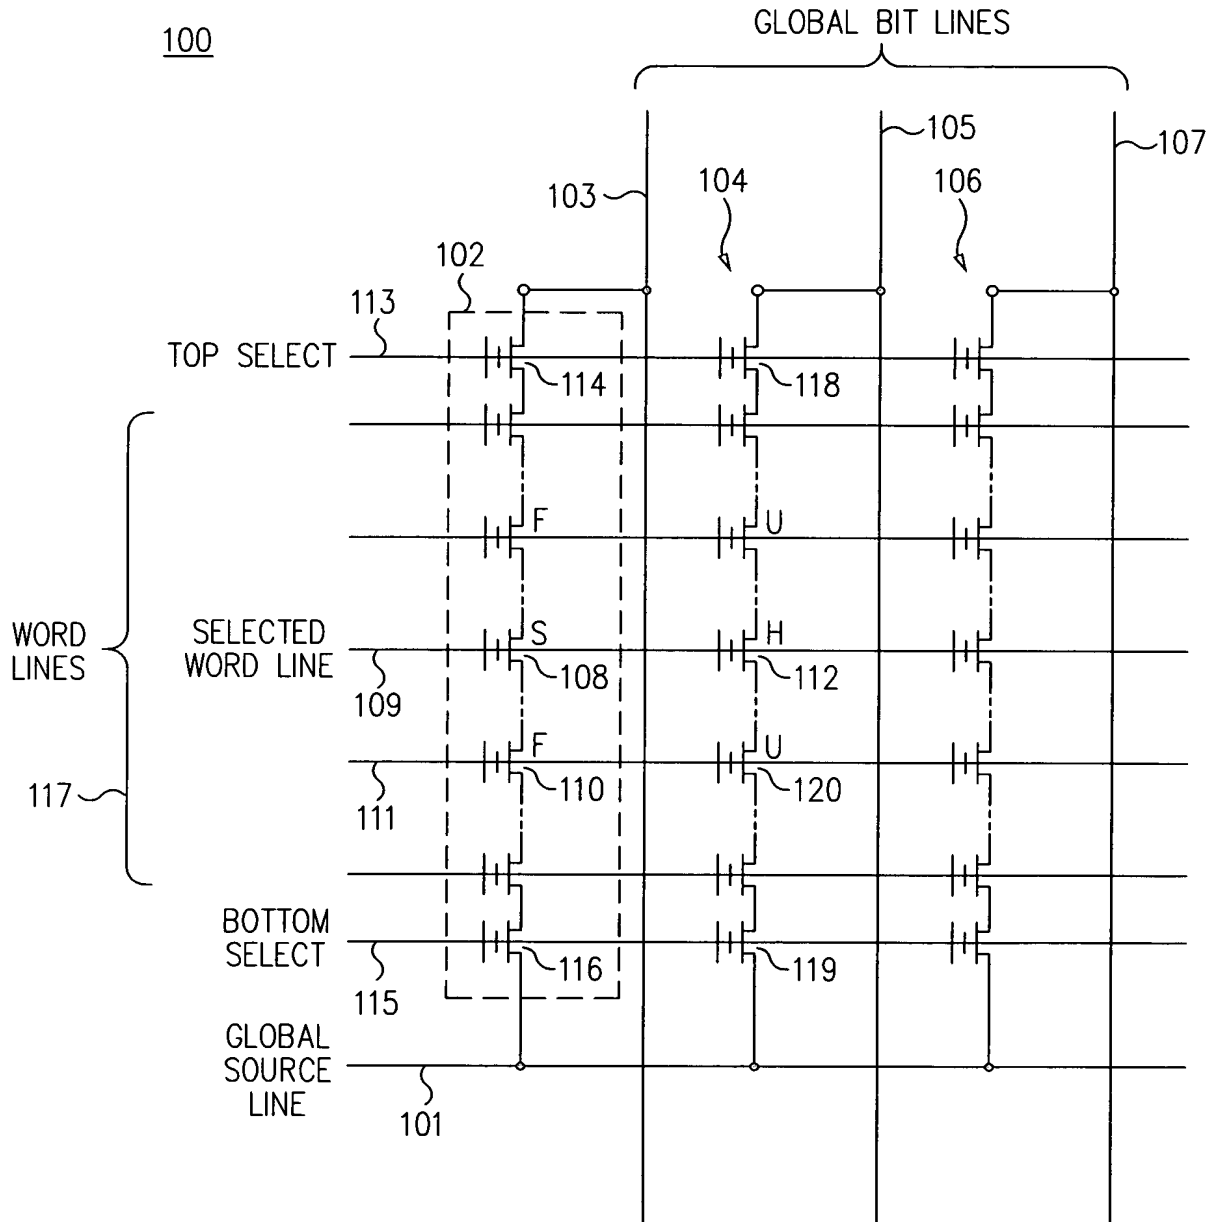 GLOBAL BIT LINES
100
105
107
103
104
106
102
113
TOP SELECT
114
118
F
U
WORD
LINES
SELECTED
WORD LINE
S
H
108
112
109
F
U
110
120
117
111
BOTTOM
SELECT
116
119
115
GLOBAL
SOURCE
LINE
101